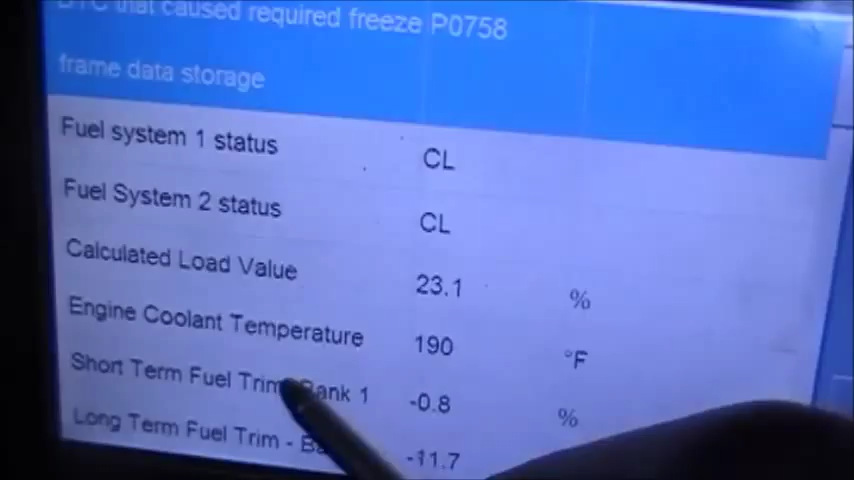 DTC that caused required freeze P0758
frame data storage
Fuel system 1 status CL
Fuel System 2 status CL
Calculated Load Value 23.1 %
Engine Coolant Temperature 190 °F
Short Term Fuel Trim Bank 1 -0.8 %
Long Term Fuel Trim - -11.7